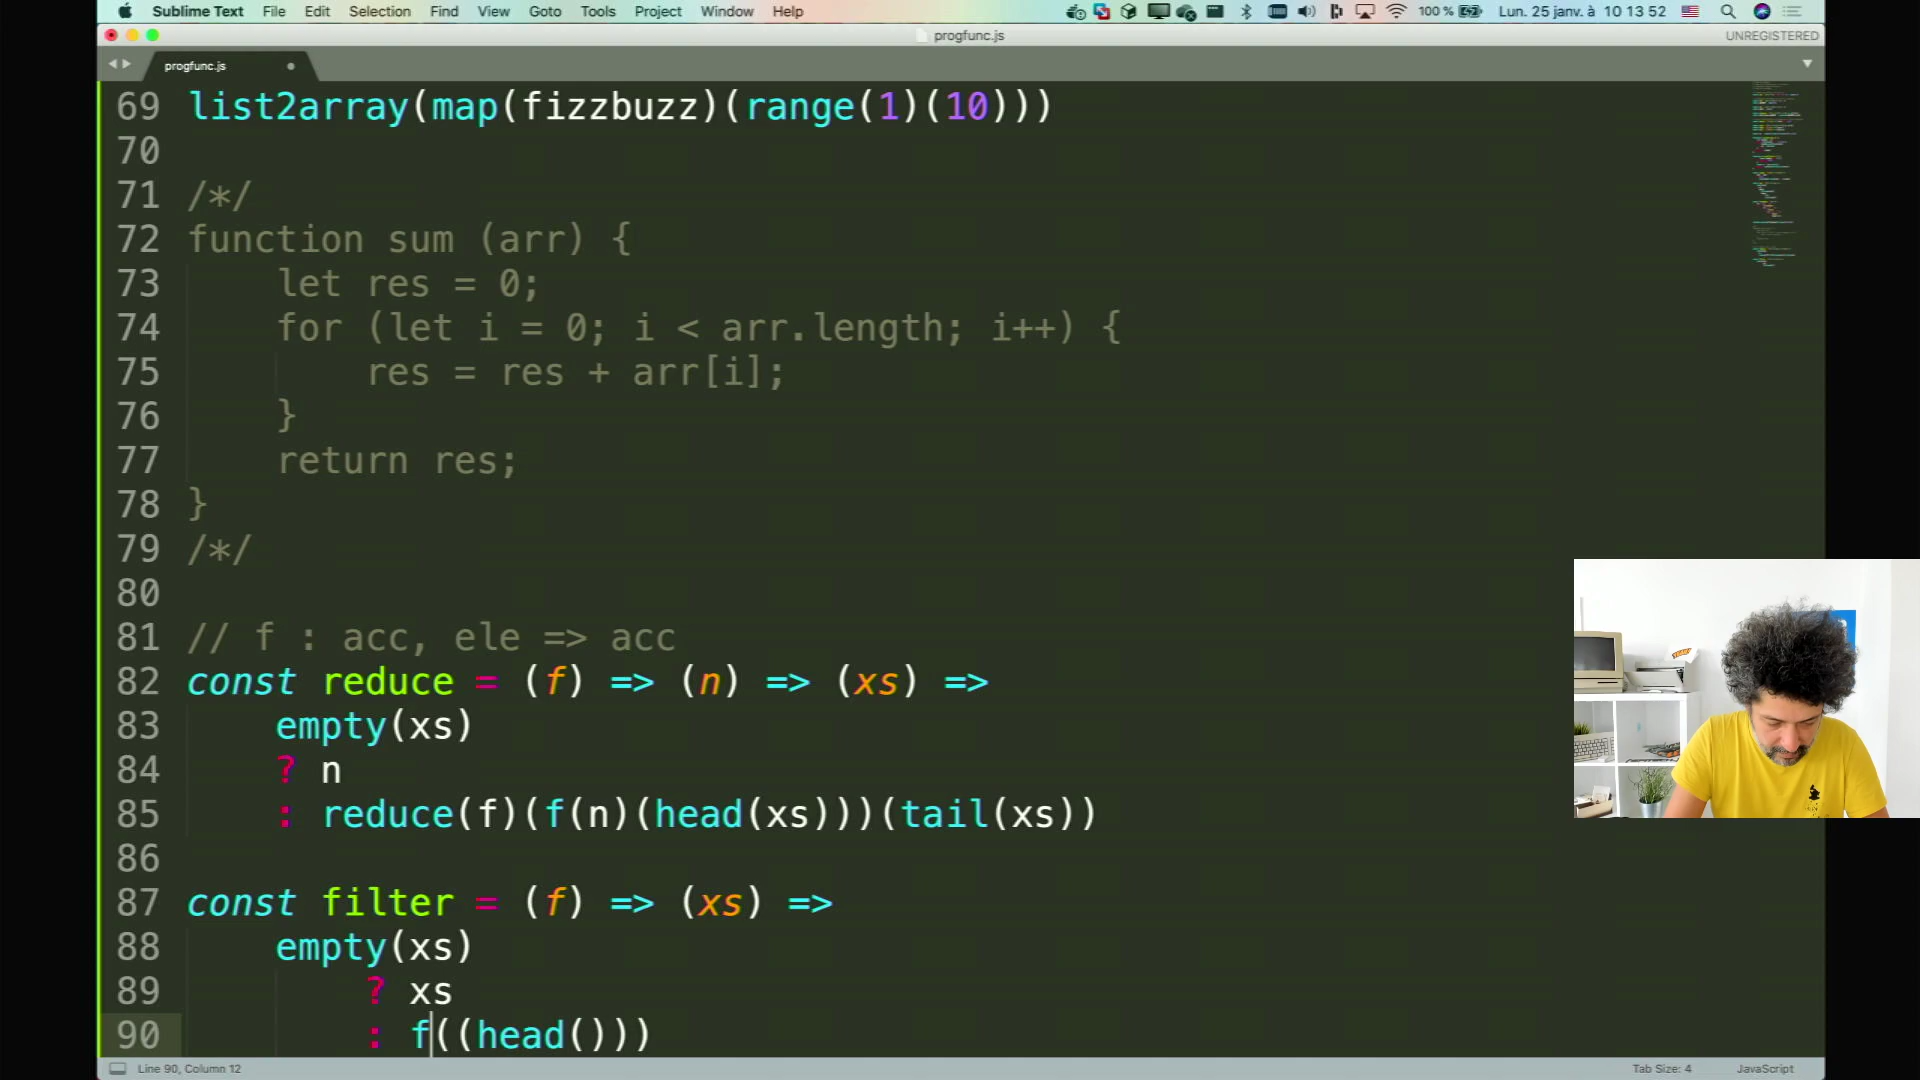 Sublime Text File Edit Selection Find View Goto Tools Project Window Help 100 % Lun. 25 janv. à 10 13 52
progfunc.js UNREGISTERED
progfunc.js
69 list2array(map(fizzbuzz)(range(1)(10)))
70
71 /*/
72 function sum (arr) {
73 let res = 0;
74 for (let i = 0; i < arr.length; i++) {
75 res = res + arr[i];
76 }
77 return res;
78 }
79 /*/
80
81 // f : acc, ele => acc
82 const reduce = (f) => (n) => (xs) =>
83 empty(xs)
84 ? n
85 : reduce(f)(f(n)(head(xs)))(tail(xs))
86
87 const filter = (f) => (xs) =>
88 empty(xs)
89 ? xs
90 : f((head()))
Line 90, Column 12 Tab Size: 4 JavaScript